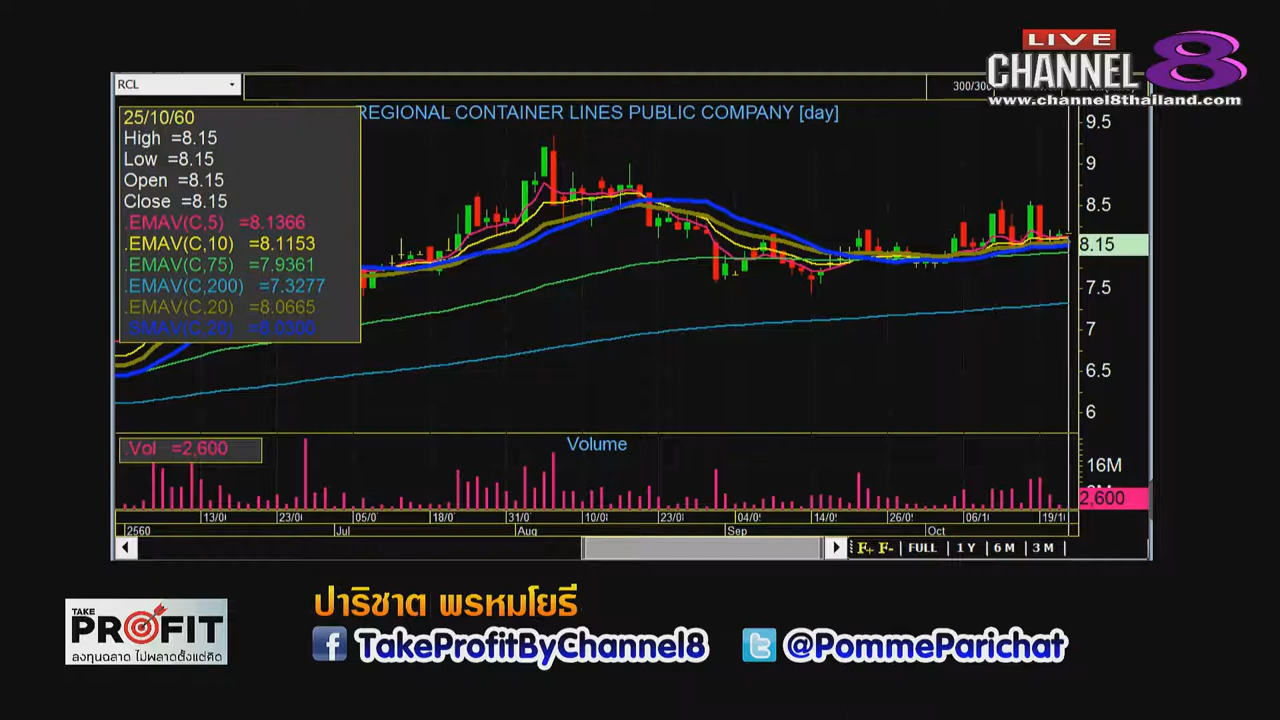 LIVE
CHANNEL 8
www.channel8thailand.com
RCL
300/300
REGIONAL CONTAINER LINES PUBLIC COMPANY [day]
25/10/60
High =8.15
Low =8.15
Open =8.15
Close =8.15
.EMAV(C,5) =8.1366
.EMAV(C,10) =8.1153
.EMAV(C,75) =7.9361
.EMAV(C,200) =7.3277
.EMAV(C,20) =8.0665
.SMAV(C,20) =8.0300
9.5
9
8.5
8.15
7.5
7
6.5
6
.Vol =2,600
Volume
16M
2,600
13/0 23/0 05/0 18/0 31/0 10/0 23/0 04/0 14/0 26/0 06/1 19/1
2560 Jul Aug Sep Oct
F+ F- FULL 1 Y 6 M 3 M
TAKE
PROFIT
ลงทุนฉลาด ไม่พลาดตั้งแต่คิด
ปาริชาต พรหมโยธี
f TakeProfitByChannel8
t @PommeParichat